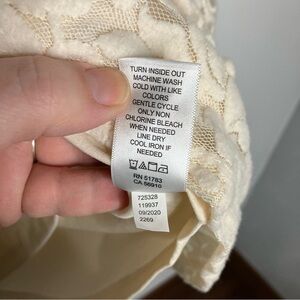 TURN INSIDE OUT
MACHINE WASH
COLD WITH LIKE
COLORS
GENTLE CYCLE
ONLY NON
CHLORINE BLEACH
WHEN NEEDED
LINE DRY
COOL IRON IF
NEEDED
RN 51783
CA 56910
725328
119937
09/2020
2269